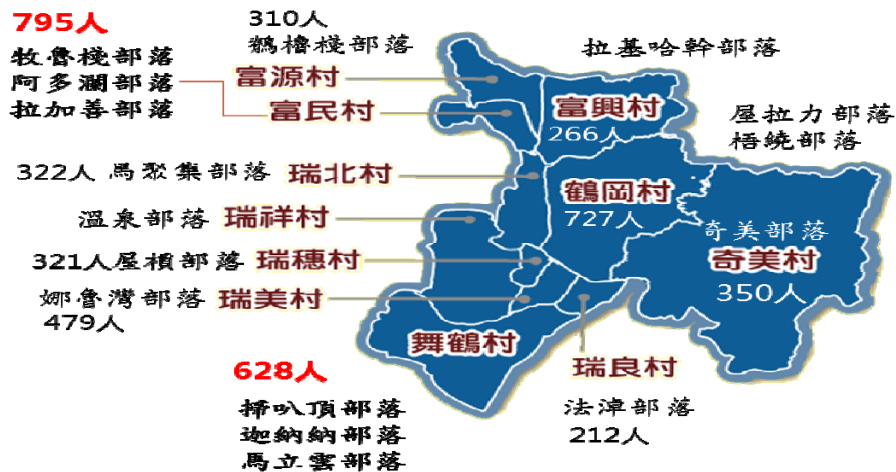 795人
牧魯棧部落
阿多瀾部落
拉加善部落
310人
鶺櫓棧部落
富源村
富民村
拉基哈幹部落
富興村
266人
屋拉力部落
梧繞部落
322人 馬聚集部落 瑞北村
鶴岡村
727人
溫泉部落 瑞祥村
奇美部落
奇美村
350人
321人屋槓部落 瑞穗村
娜魯灣部落 瑞美村
479人
舞鶴村
628人
掃叭頂部落
迦納納部落
馬立雲部落
瑞良村
法淖部落
212人